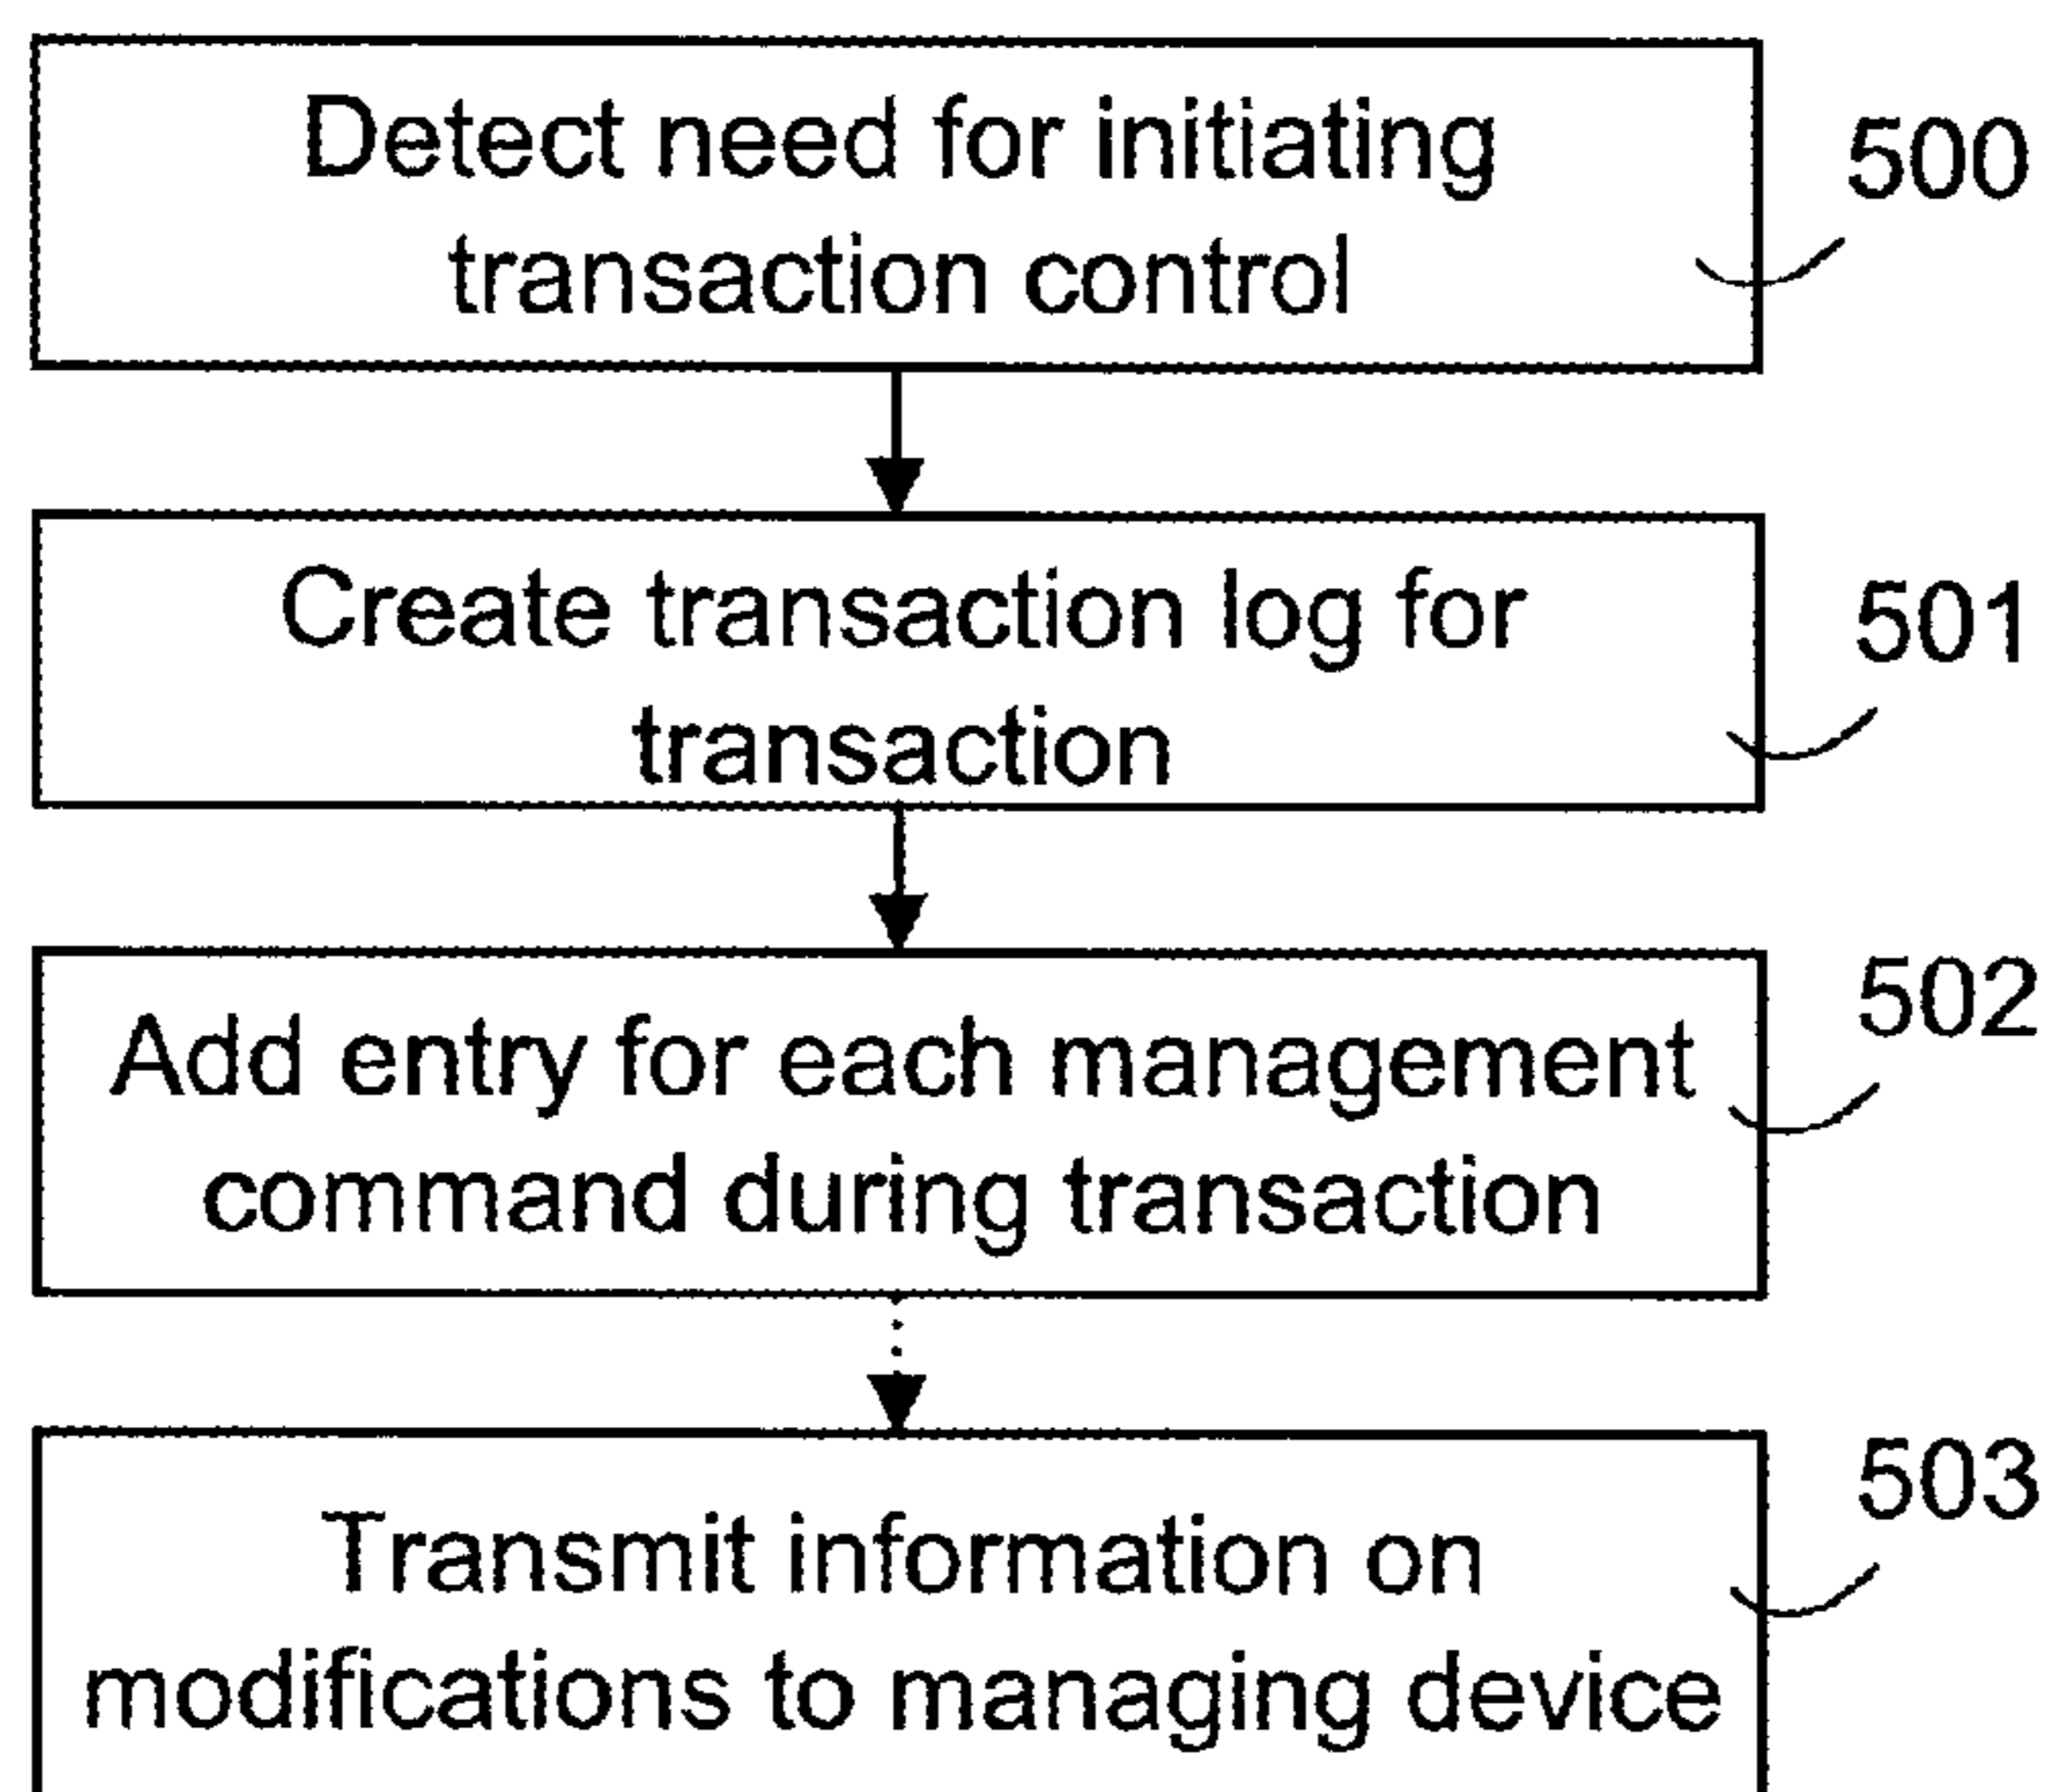 Detect need for initiating
transaction control
500
Create transaction log for
transaction
501
Add entry for each management
command during transaction
502
Transmit information on
modifications to managing device
503